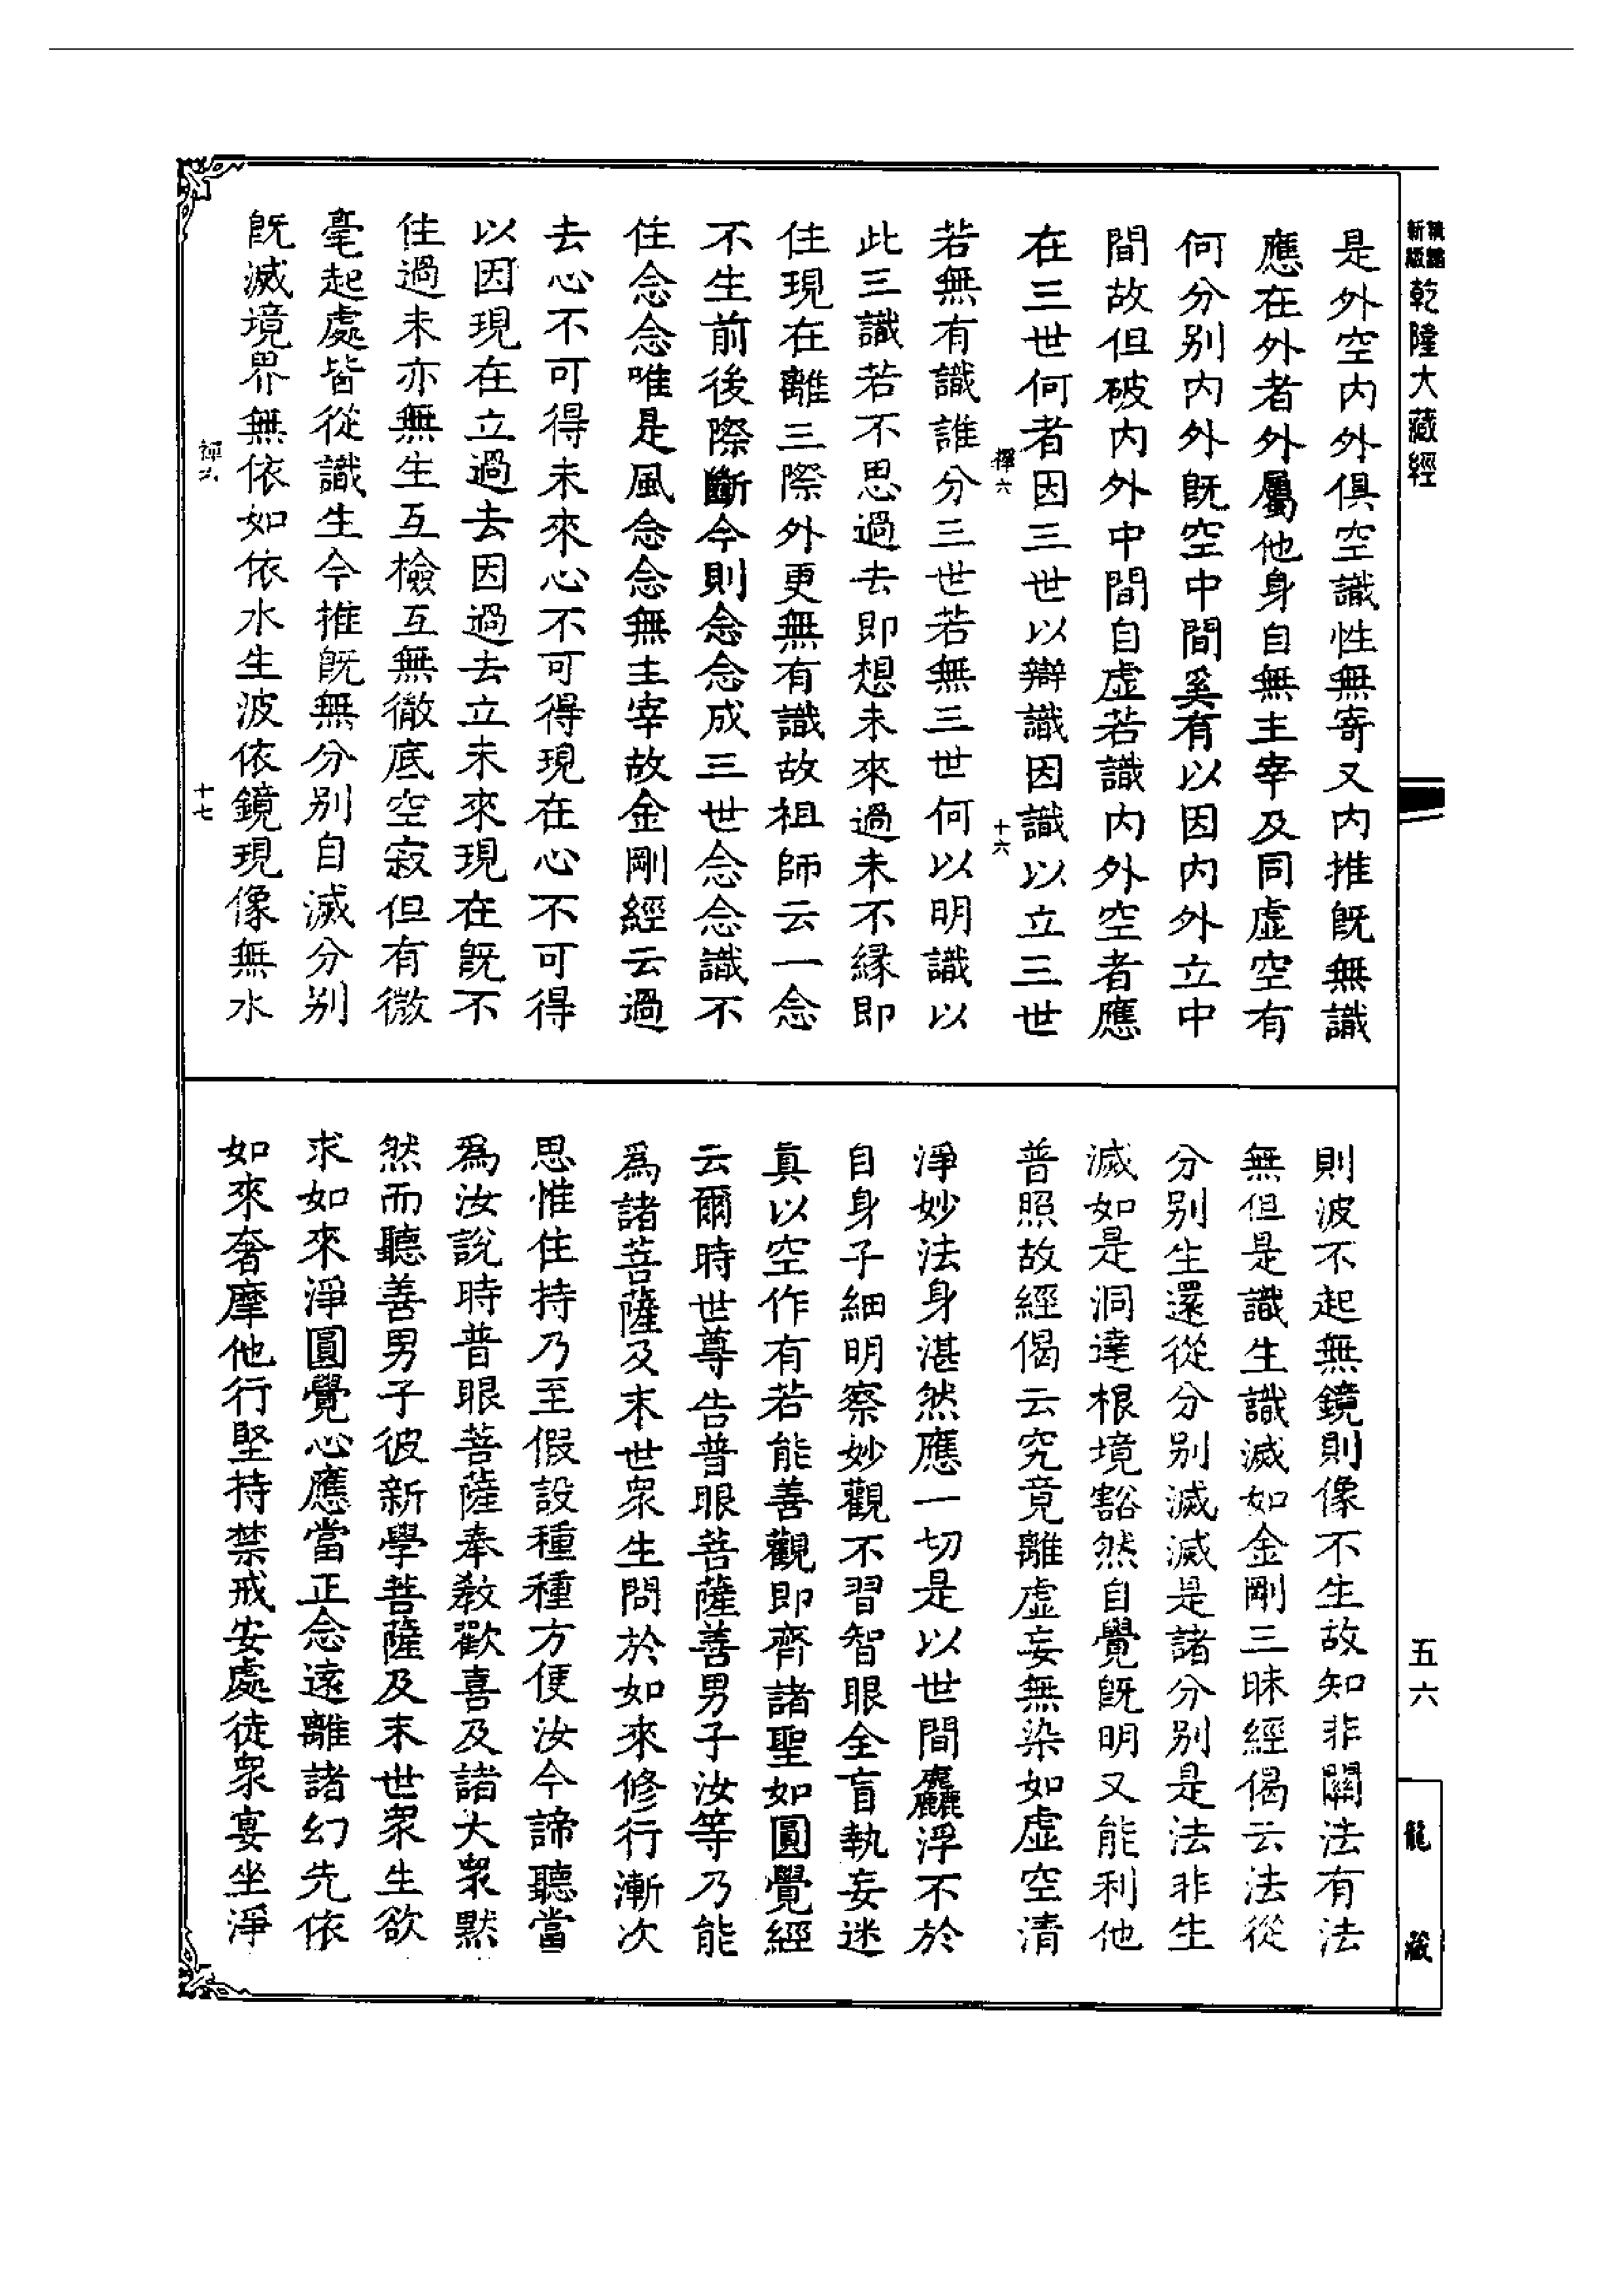 新編縮版乾隆大藏經
五六
龍藏
是外空內外俱空識性無寄又內推旣無識
應在外者外屬他身自無主宰及同虛空有
何分別內外旣空中間奚有以因內外立中
間故但破內外中間自虛若識內外空者應
在三世何者因三世以辯識因識以立三世
禪六
十六
若無有識誰分三世若無三世何以明識以
此三識若不思過去即想未來過未不緣即
住現在離三際外更無有識故祖師云一念
不生前後際斷今則念念成三世念念識不
住念念唯是風念念無主宰故金剛經云過
去心不可得未來心不可得現在心不可得
以因現在立過去因過去立未來現在旣不
住過未亦無生互檢互無徹底空寂但有微
毫起處皆從識生今推旣無分別自滅分別
旣滅境界無依如依水生波依鏡現像無水
禪六
十七
則波不起無鏡則像不生故知非關法有法
無但是識生識滅如金剛三昧經偈云法從
分別生還從分別滅滅是諸分別是法非生
滅如是洞達根境豁然自覺旣明又能利他
普照故經偈云究竟離虛妄無染如虛空清
淨妙法身湛然應一切是以世間麤浮不於
自身子細明察妙觀不習智眼全盲執妄迷
真以空作有若能善觀即齊諸聖如圓覺經
云爾時世尊告普眼菩薩善男子汝等乃能
為諸菩薩及末世衆生問於如來修行漸次
思惟住持乃至假設種種方便汝今諦聽當
為汝說時普眼菩薩奉教歡喜及諸大衆默
然而聽善男子彼新學菩薩及末世衆生欲
求如來淨圓覺心應當正念遠離諸幻先依
如來奢摩他行堅持禁戒安處徒衆宴坐淨